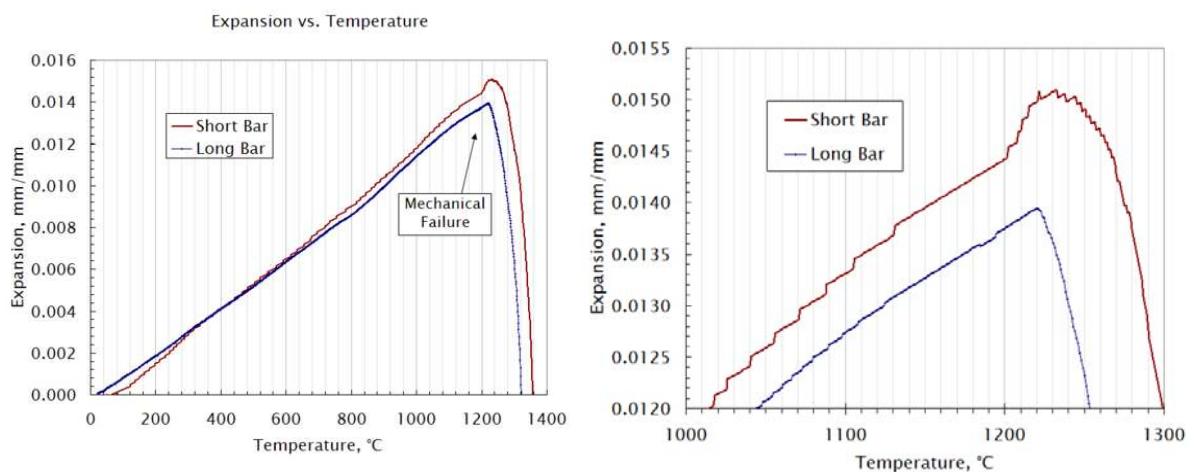 Expansion vs. Temperature
Expansion, mm/mm
0.016
0.014
0.012
0.010
0.008
0.006
0.004
0.002
0.000
Short Bar
Long Bar
Mechanical
Failure
0 200 400 600 800 1000 1200 1400
Temperature, °C
Expansion, mm/mm
0.0155
0.0150
0.0145
0.0140
0.0135
0.0130
0.0125
0.0120
Short Bar
Long Bar
1000 1100 1200 1300
Temperature, °C